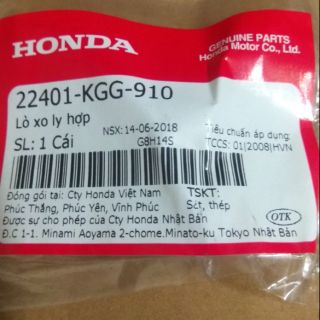 HONDA
GENUINE PARTS
Honda Motor Co., Ltd.
22401-KGG-910
Lò xo ly hợp
SL: 1 Cái
NSX: 14-06-2018
G8H14S
Tiêu chuẩn áp dụng:
TCCS: 01|2008|HVN
Đóng gói tại: Cty Honda Việt Nam
Phúc Thắng, Phúc Yên, Vĩnh Phúc
TSKT:
Sắt, thép
Được sự cho phép của Cty Honda Nhật Bản
Đ.C 1-1. Minami Aoyama 2-chome.Minato-ku Tokyo Nhật Bản
OTK